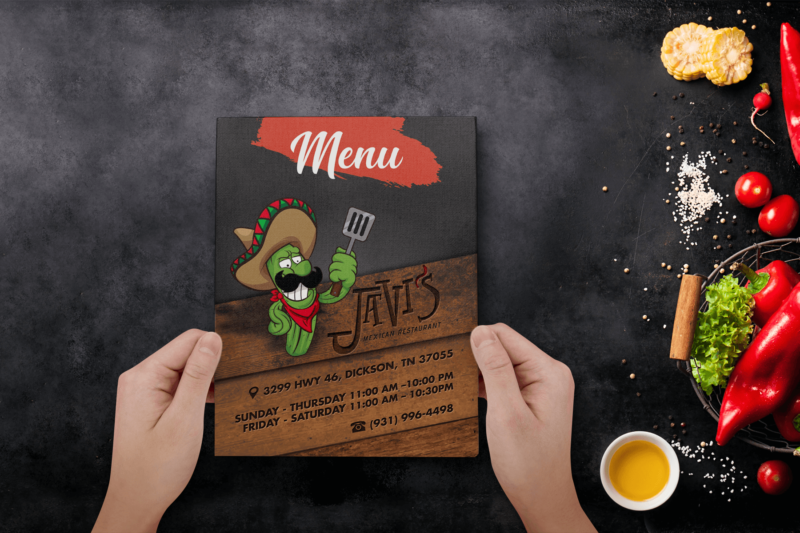 Menu
JAVI'S
MEXICAN RESTAURANT
3299 HWY 46, DICKSON, TN 37055
SUNDAY - THURSDAY 11:00 AM –10:00 PM
FRIDAY - SATURDAY 11:00 AM – 10:30PM
(931) 996-4498